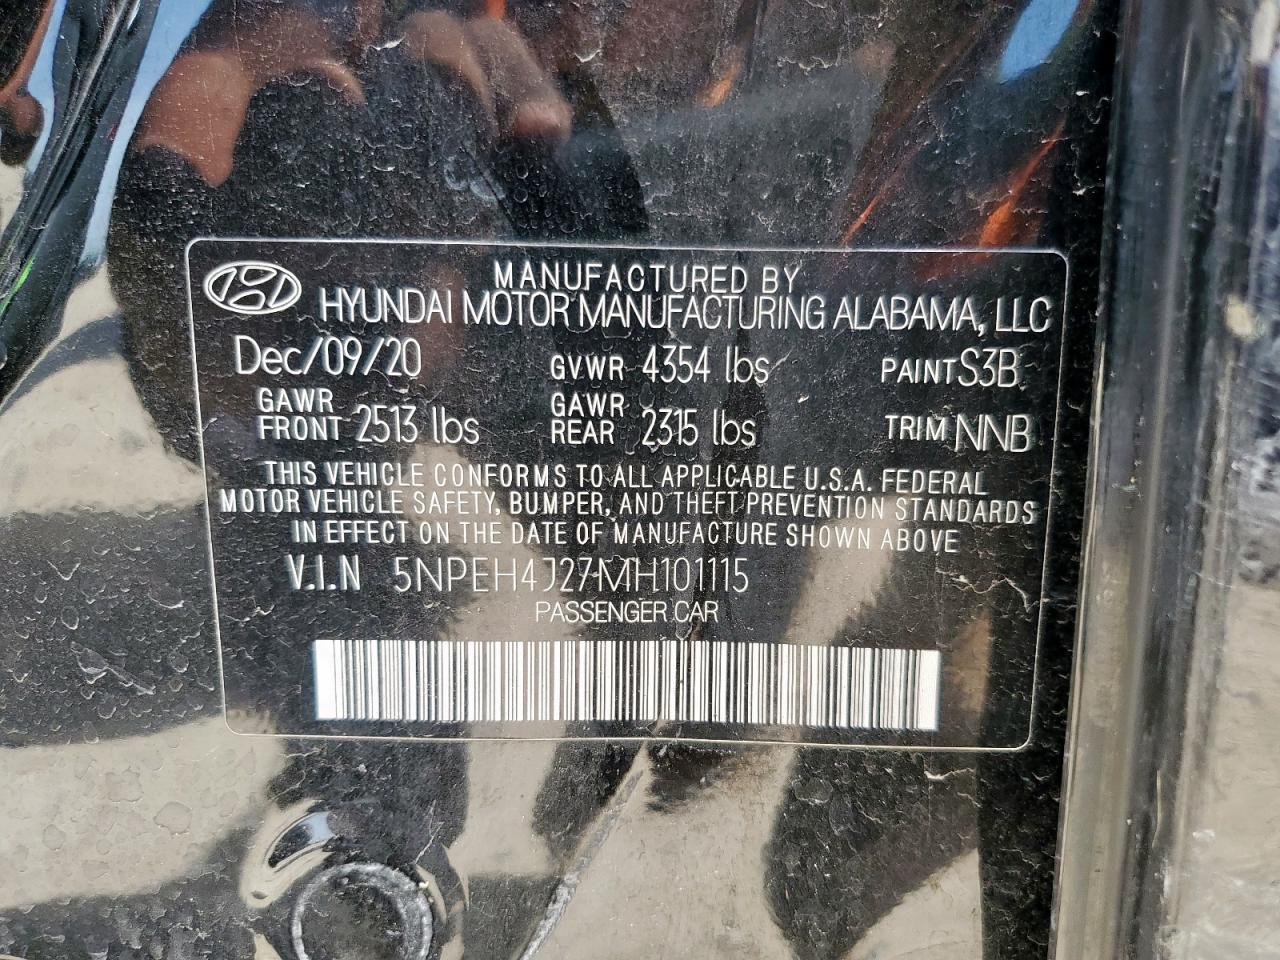 MANUFACTURED BY
HYUNDAI MOTOR MANUFACTURING ALABAMA, LLC
Dec/09/20 GVWR 4354 lbs PAINT S3B
GAWR FRONT 2513 lbs GAWR REAR 2315 lbs TRIM NNB
THIS VEHICLE CONFORMS TO ALL APPLICABLE U.S.A. FEDERAL
MOTOR VEHICLE SAFETY, BUMPER, AND THEFT PREVENTION STANDARDS
IN EFFECT ON THE DATE OF MANUFACTURE SHOWN ABOVE
V.I.N 5NPEH4J27MH101115
PASSENGER CAR